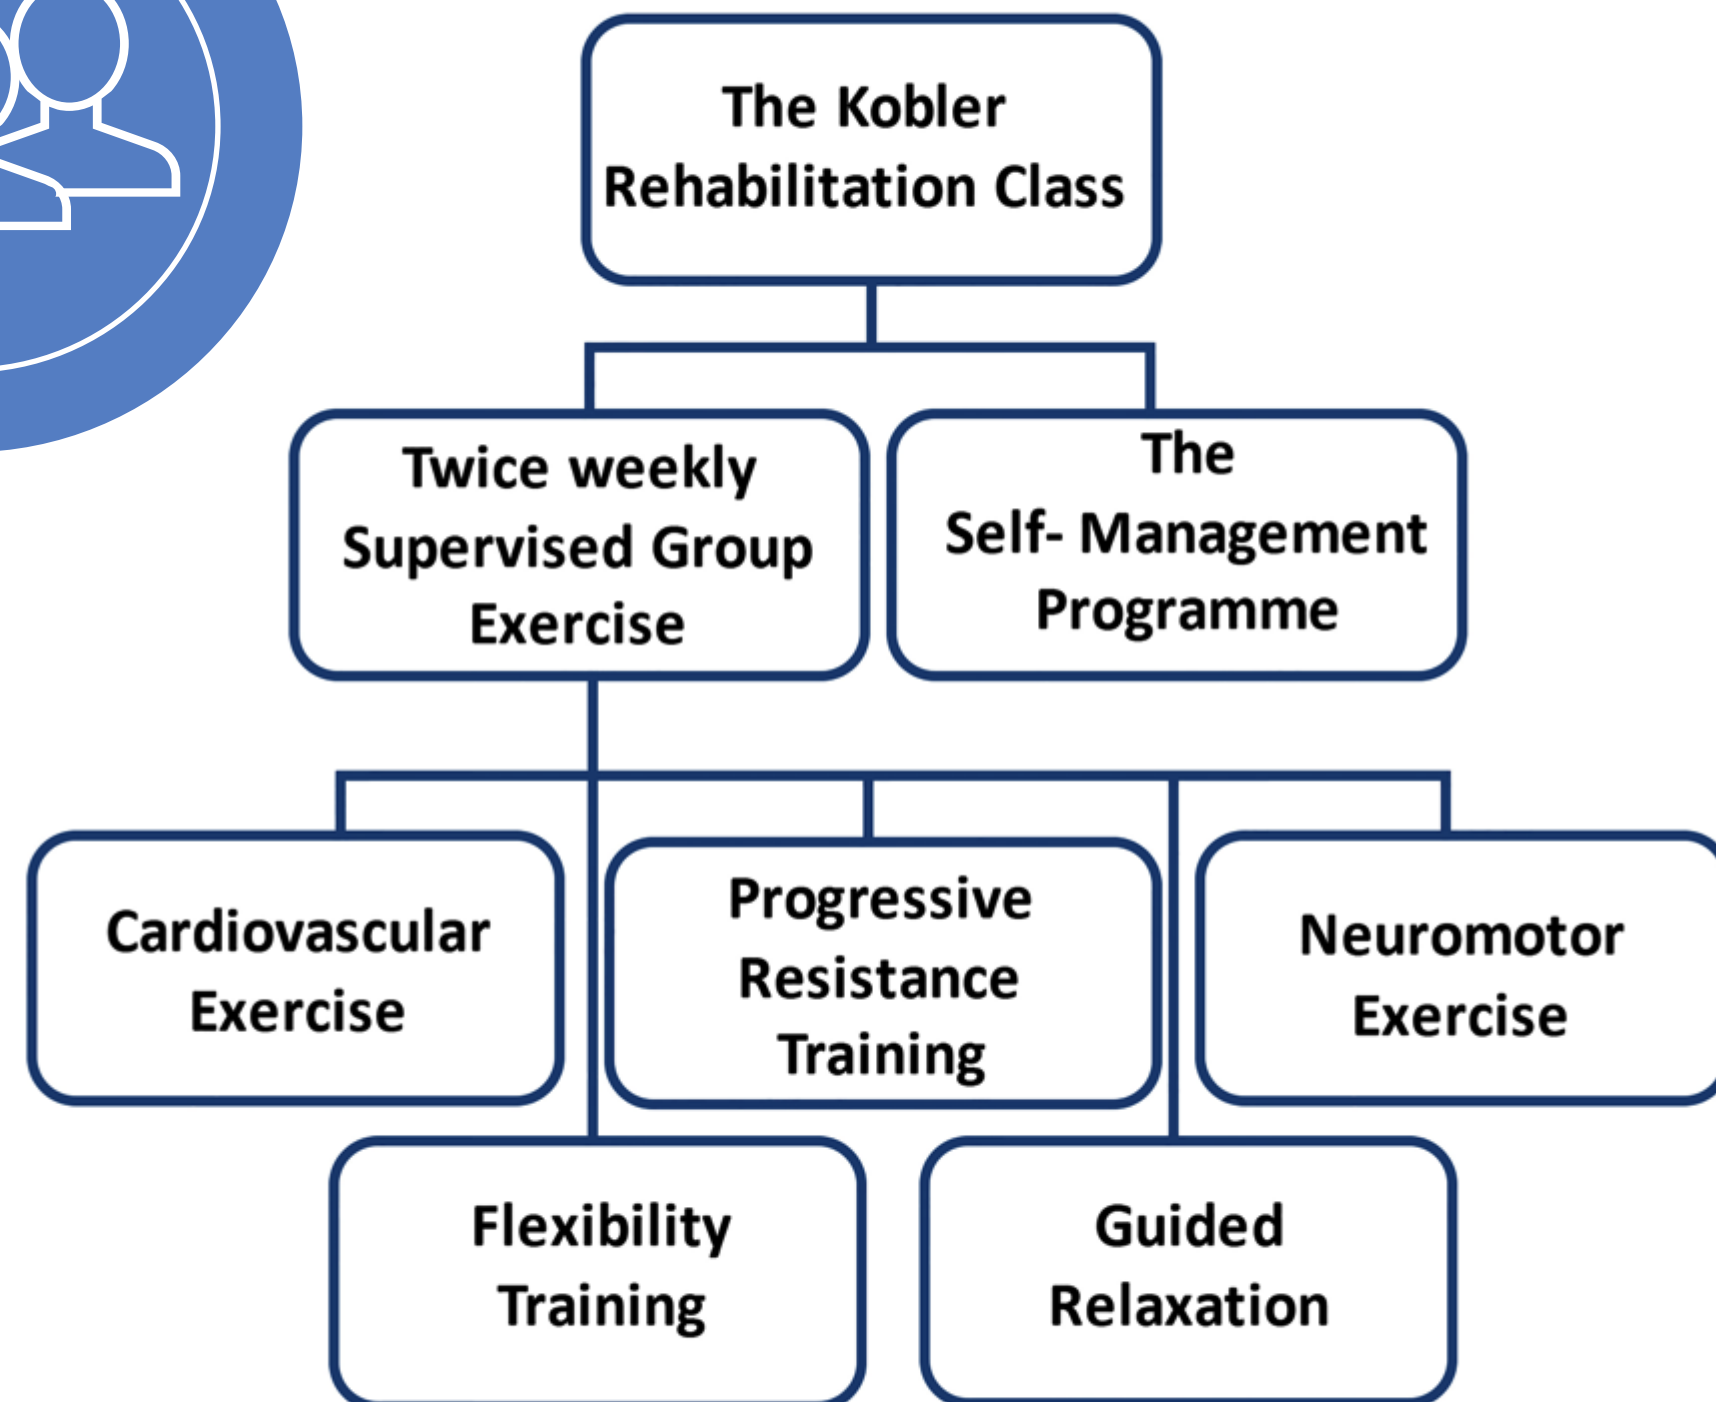 The Kobler
Rehabilitation Class
Twice weekly
Supervised Group
Exercise
The
Self- Management
Programme
Cardiovascular
Exercise
Progressive
Resistance
Training
Neuromotor
Exercise
Flexibility
Training
Guided
Relaxation